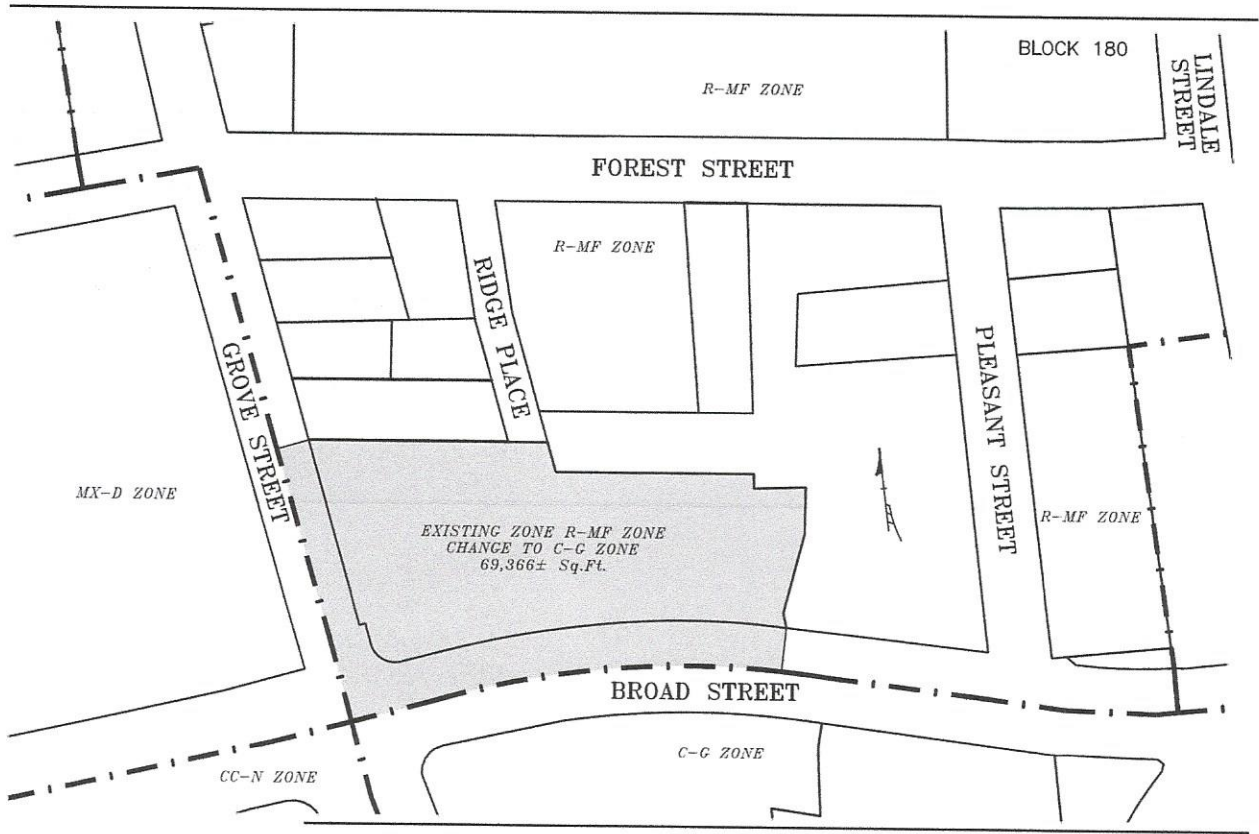 BLOCK 180
LINDALE
STREET
R-MF ZONE
FOREST STREET
R-MF ZONE
RIDGE PLACE
GROVE STREET
PLEASANT STREET
MX-D ZONE
R-MF ZONE
EXISTING ZONE R-MF ZONE
CHANGE TO C-G ZONE
69,366± Sq.Ft.
BROAD STREET
C-G ZONE
CC-N ZONE